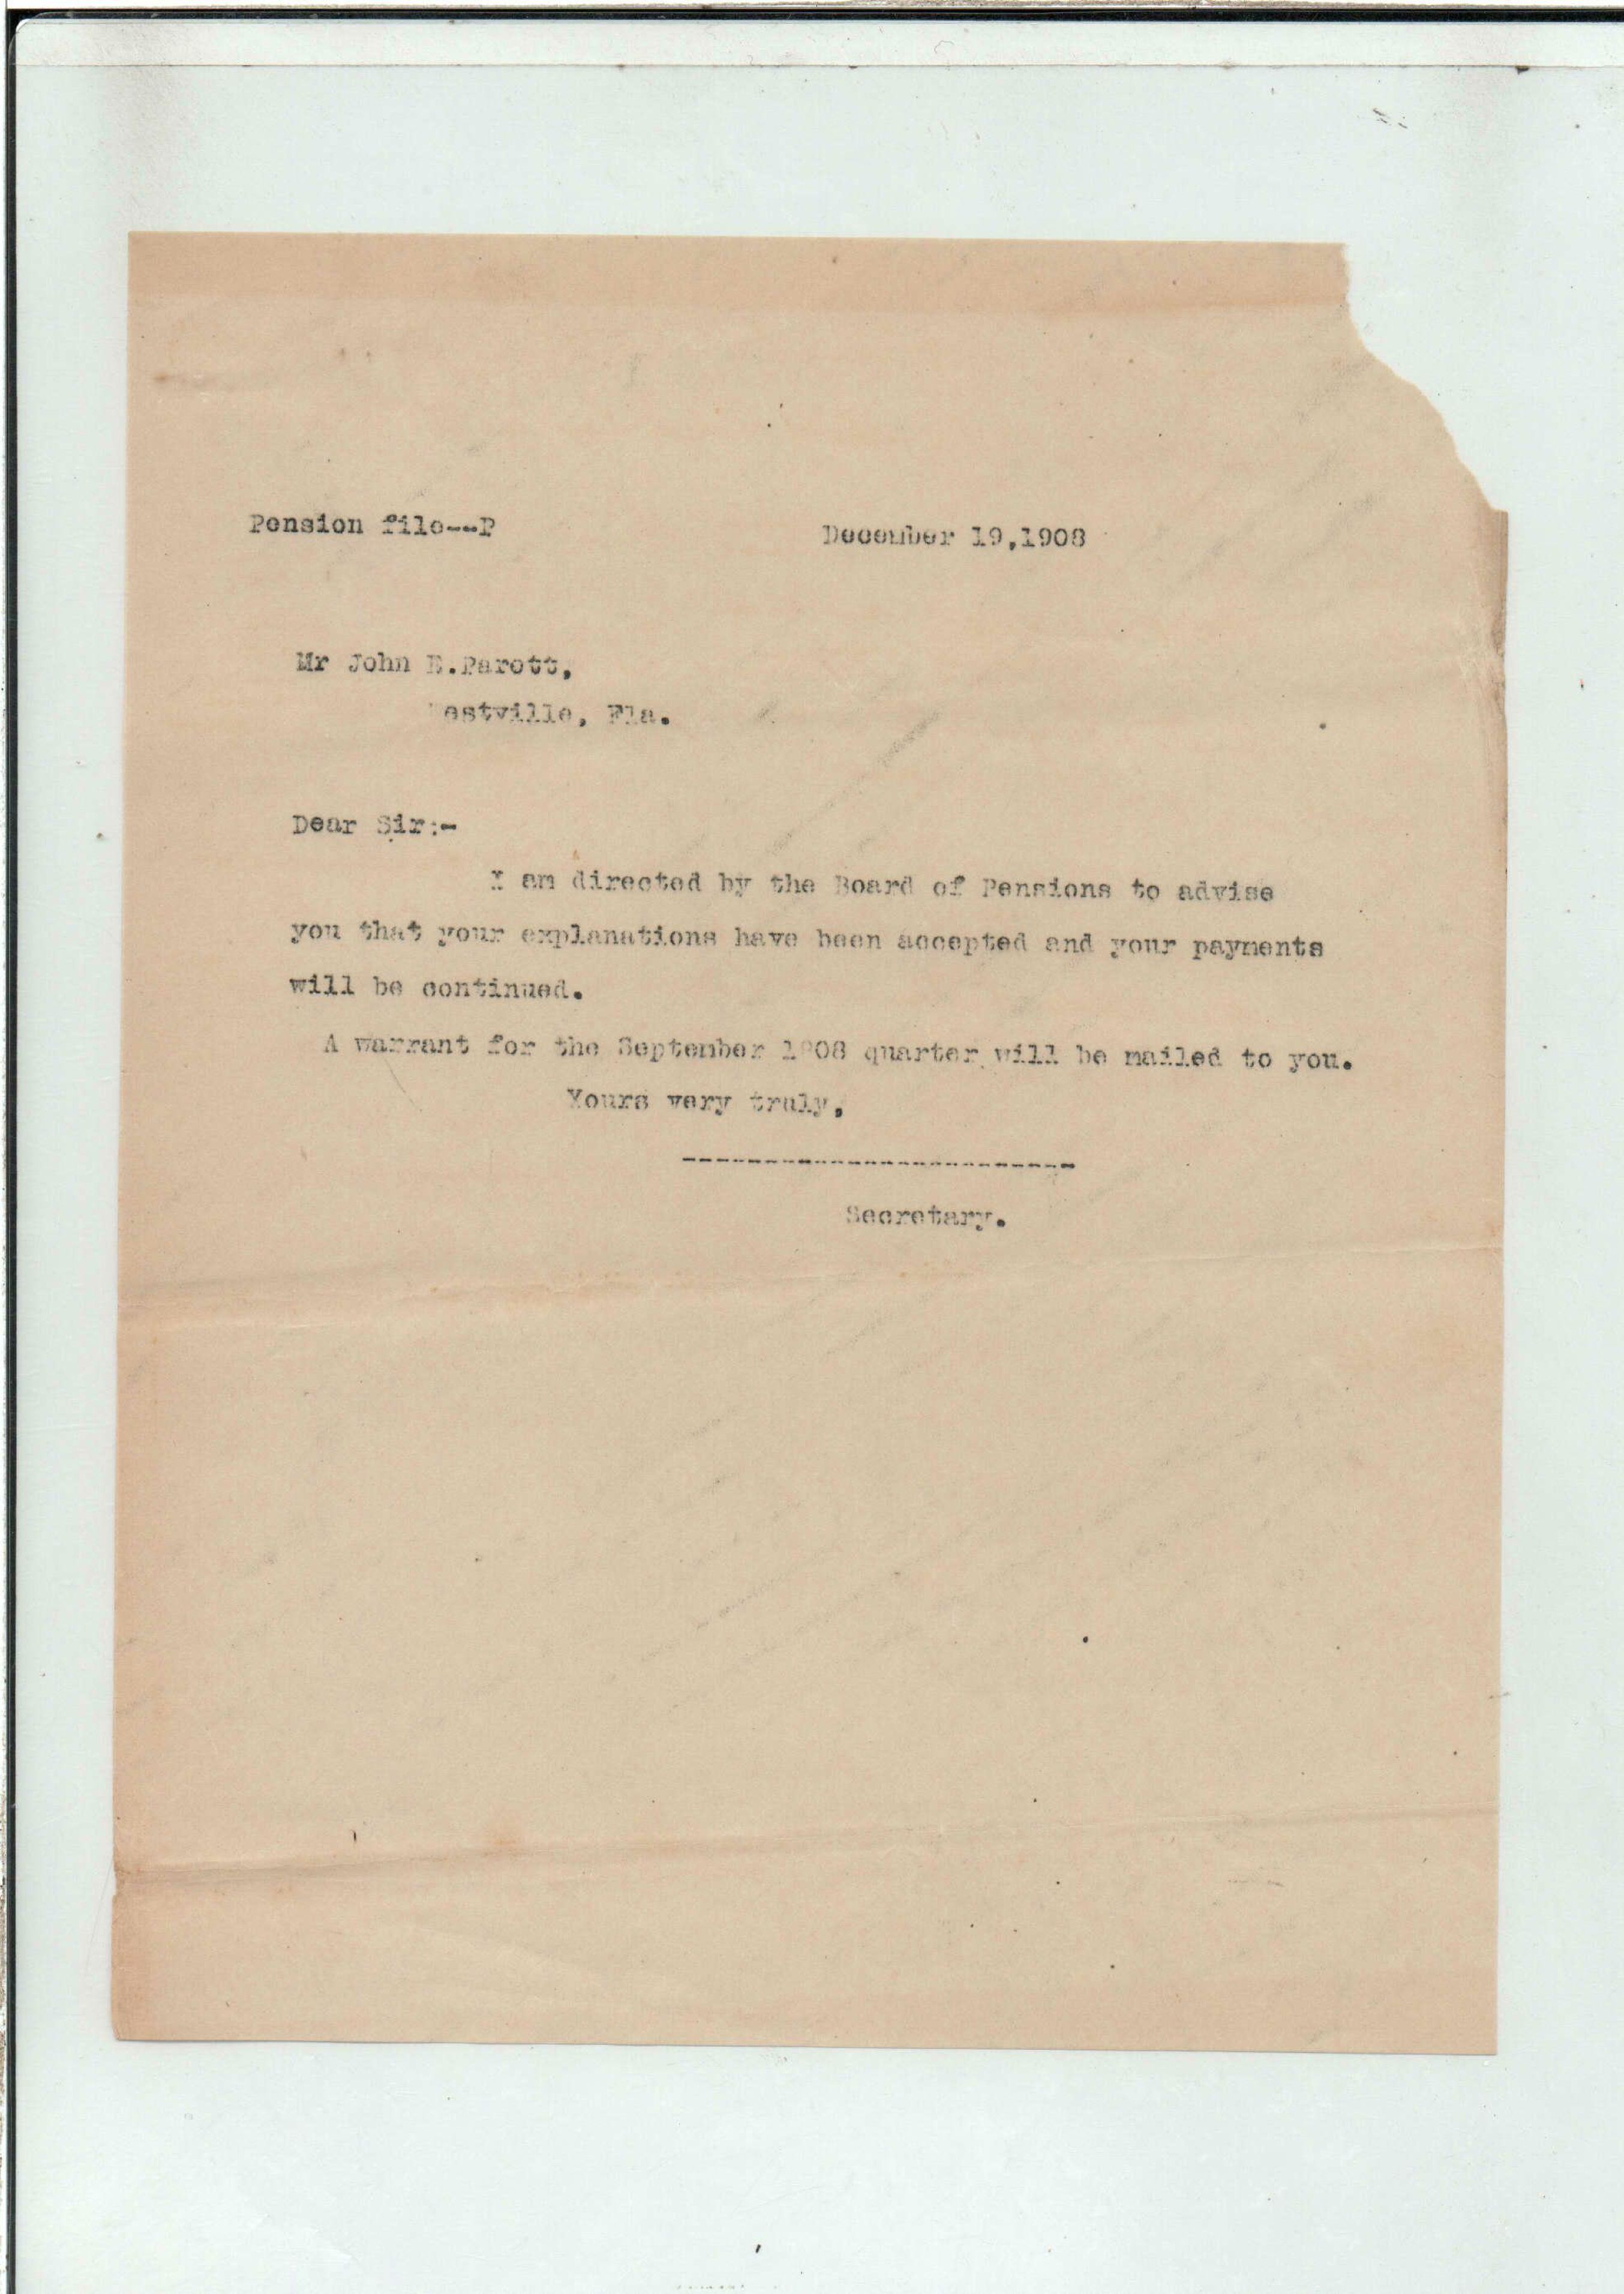 Pension file--P
December 19,1908
Mr John E.Parott,
estville, Fla.
Dear Sir:-
I am directed by the Board of Pensions to advise
you that your explanations have been accepted and your payments
will be continued.
A warrant for the September 1908 quarter will be mailed to you.
Yours very truly,
------------------------
Secretary.